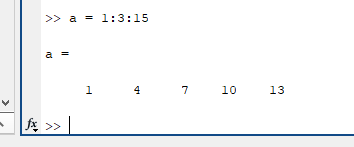 >> a = 1:3:15
a =
1 4 7 10 13
fx >>